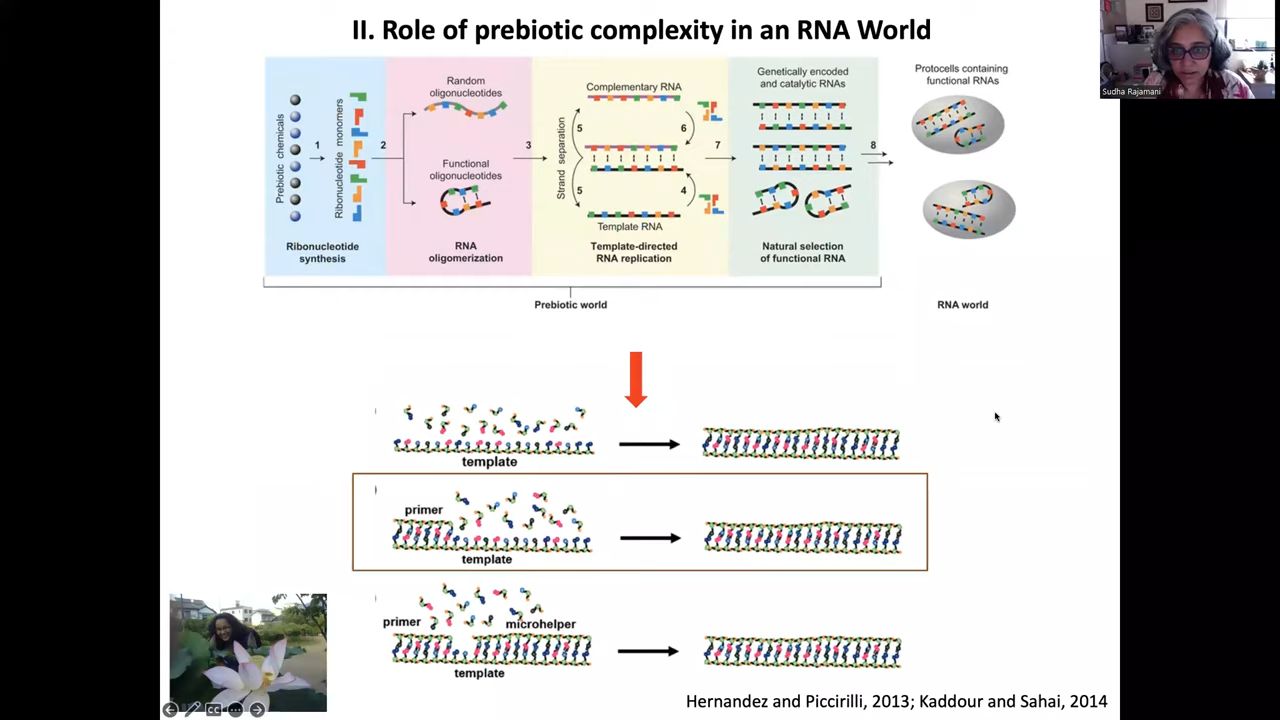 II. Role of prebiotic complexity in an RNA World
Sudha Rajamani
Prebiotic chemicals
1
Ribonucleotide monomers
Ribonucleotide
synthesis
2
Random
oligonucleotides
Functional
oligonucleotides
RNA
oligomerization
3
Complementary RNA
Strand separation
5
5
6
4
Template RNA
Template-directed
RNA replication
7
Genetically encoded
and catalytic RNAs
Natural selection
of functional RNA
8
Protocells containing
functional RNAs
Prebiotic world
RNA world
template
primer
template
primer
microhelper
template
CC
Hernandez and Piccirilli, 2013; Kaddour and Sahai, 2014